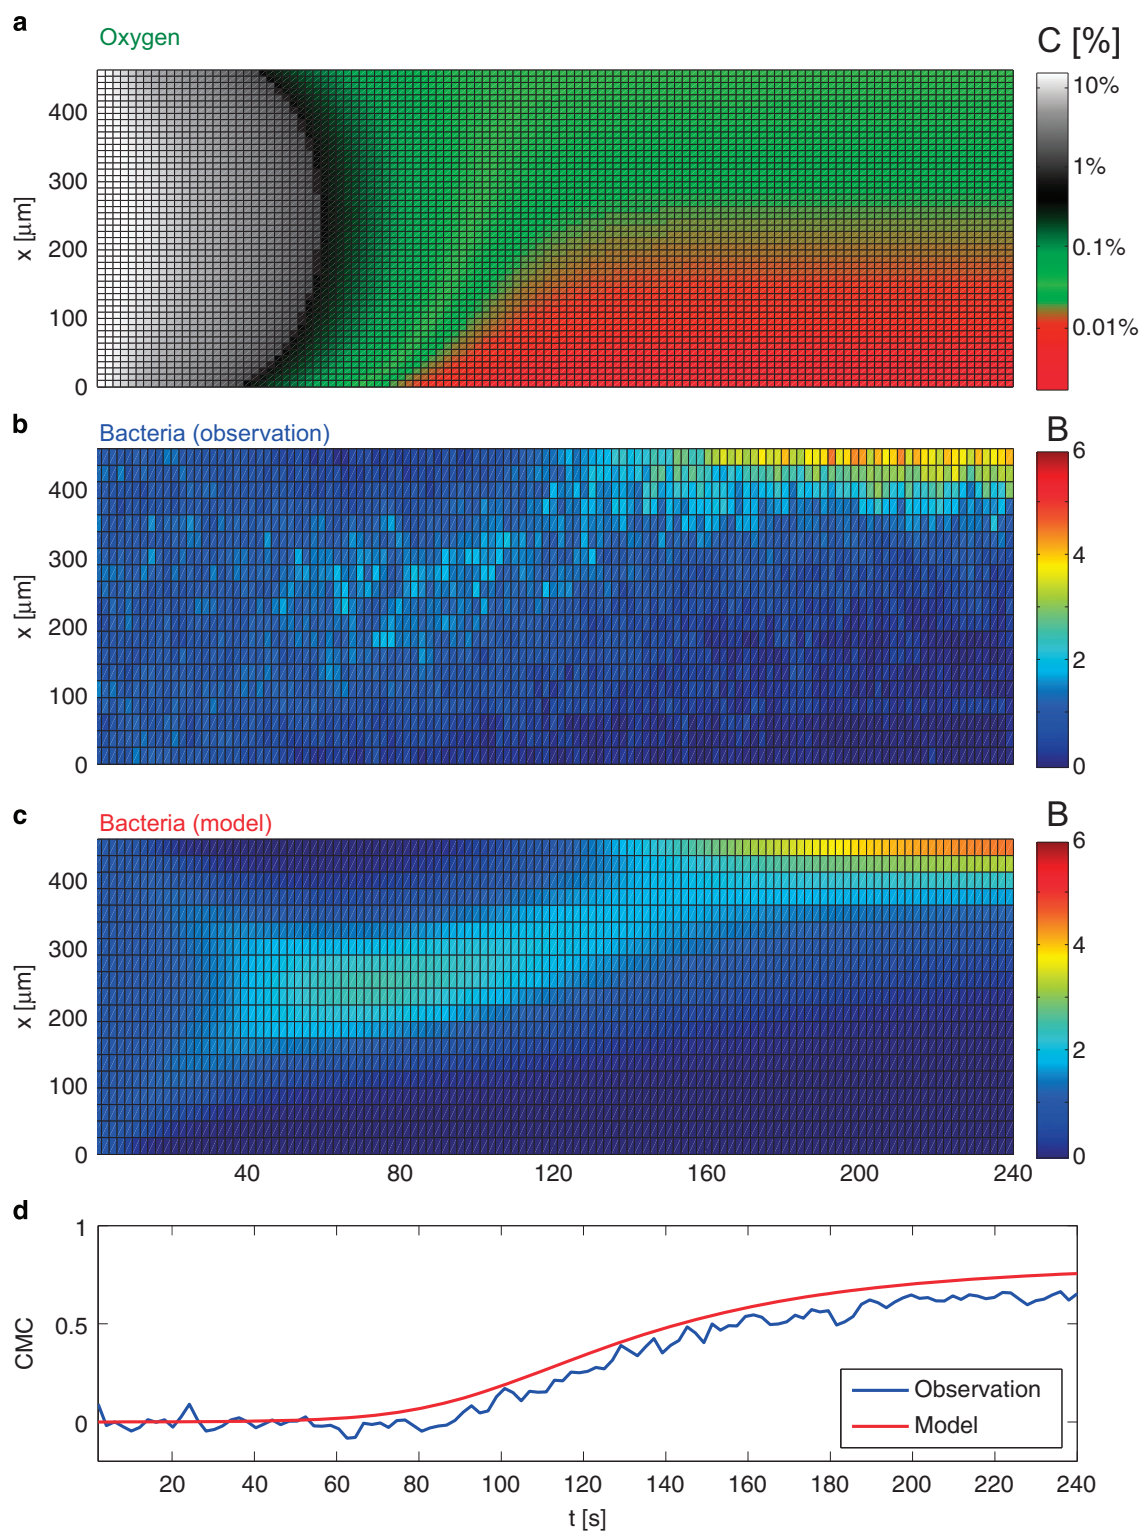 a
Oxygen
C [%]
400
300
200
100
0
x [μm]
10%
1%
0.1%
0.01%
b
Bacteria (observation)
B
400
300
200
100
0
x [μm]
6
4
2
0
c
Bacteria (model)
B
400
300
200
100
0
x [μm]
6
4
2
0
40 80 120 160 200 240
d
1
0.5
0
CMC
Observation
Model
20 40 60 80 100 120 140 160 180 200 220 240
t [s]